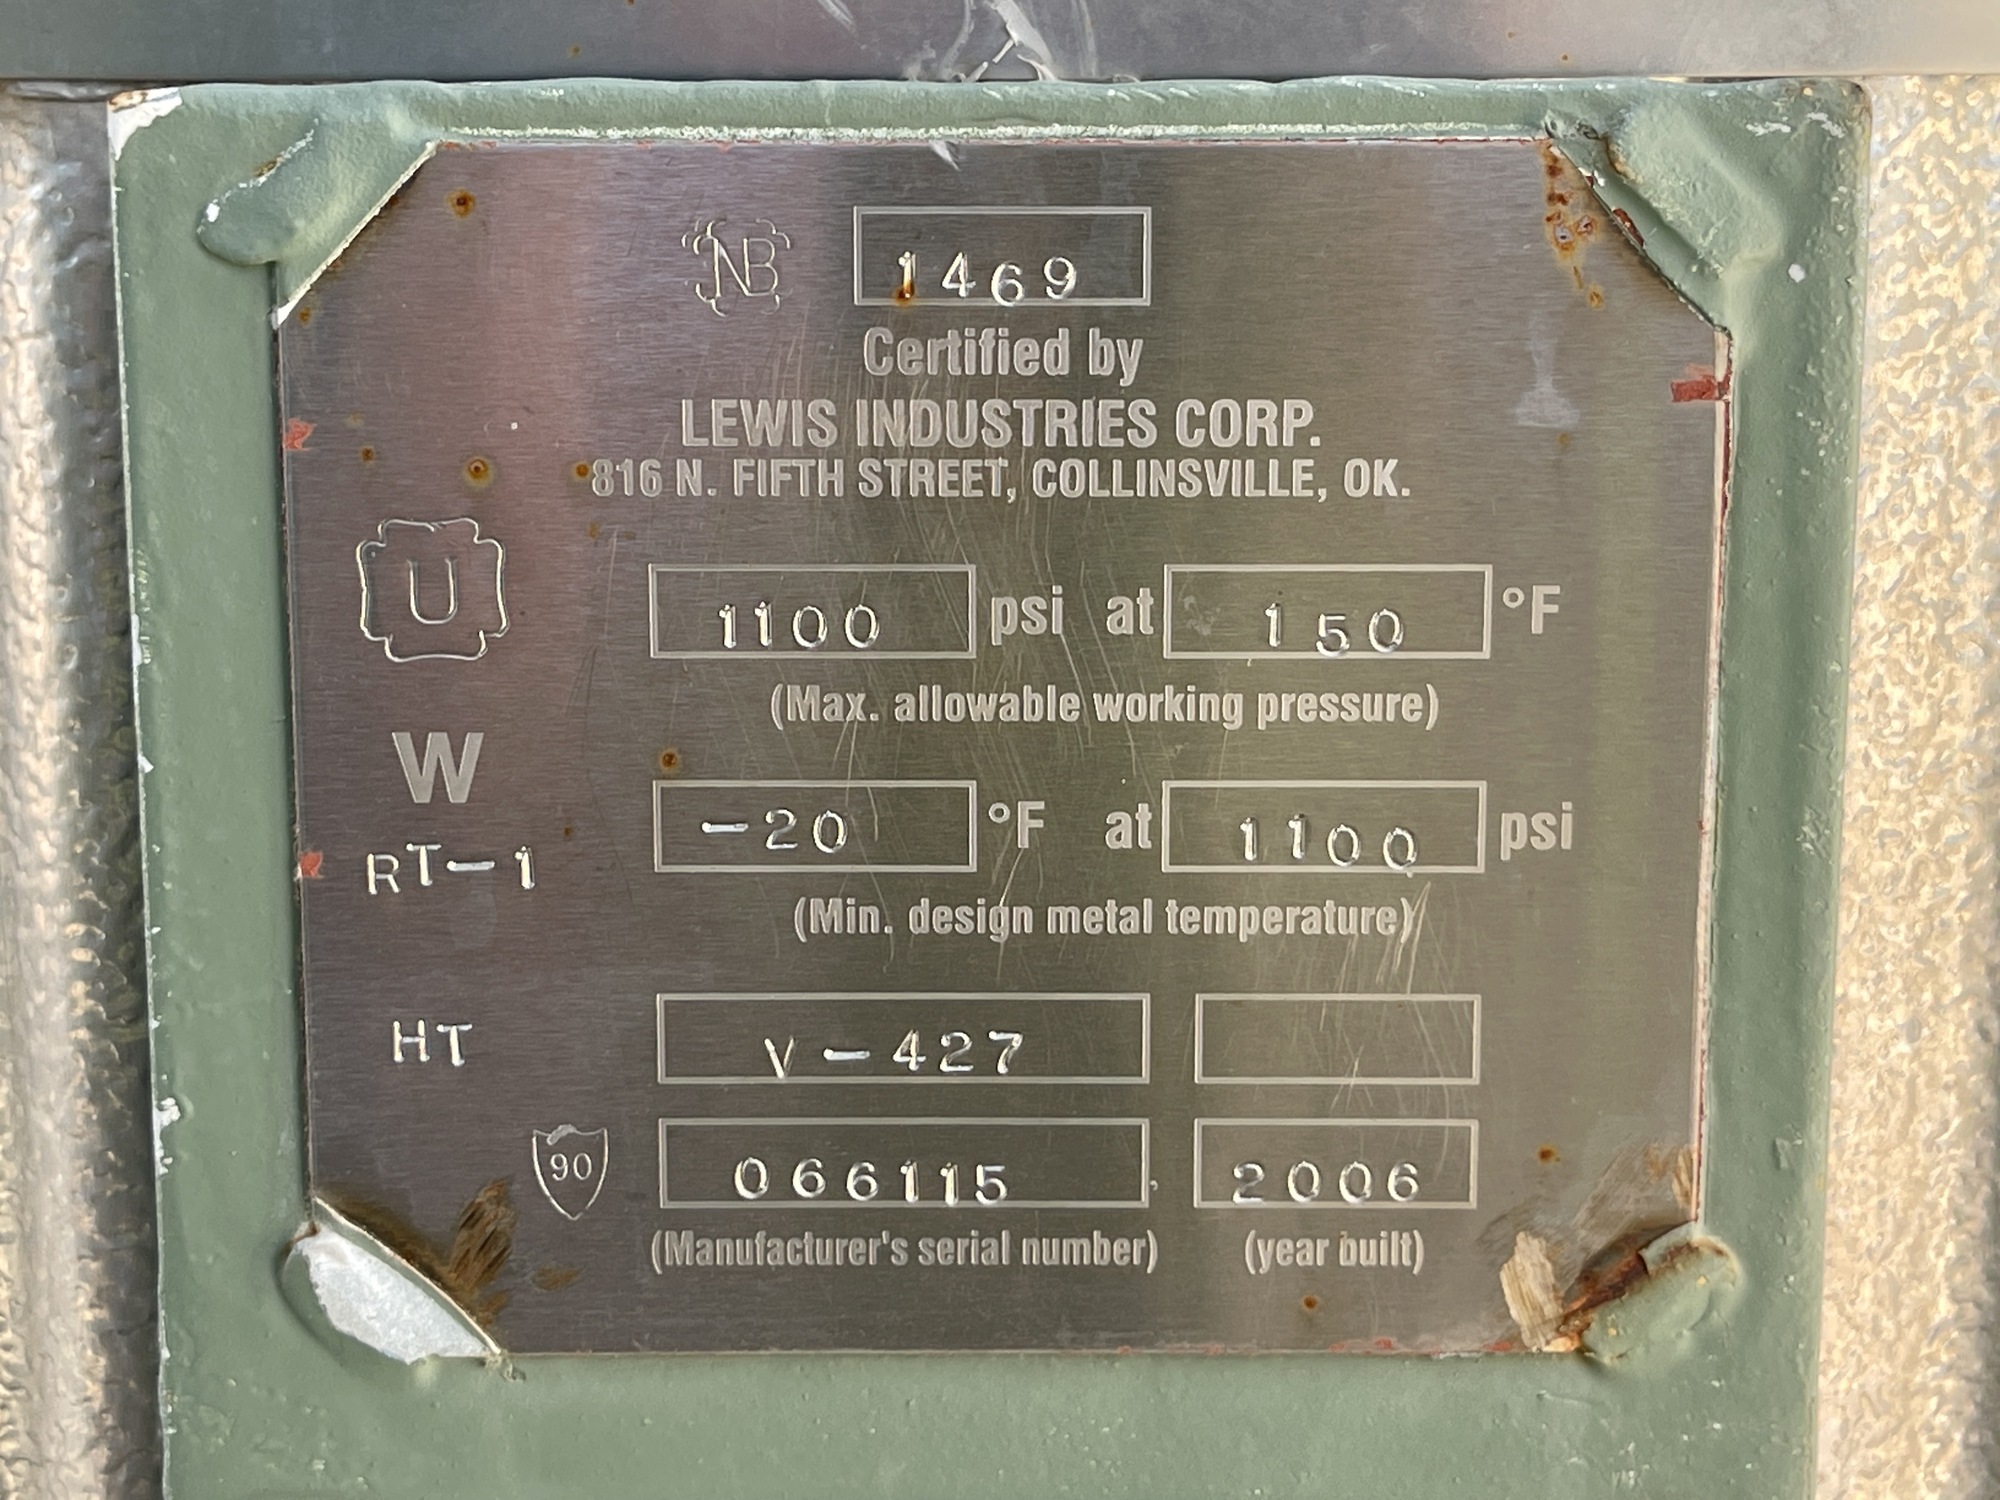 NB 1469
Certified by
LEWIS INDUSTRIES CORP.
816 N. FIFTH STREET, COLLINSVILLE, OK.
U
1100 psi at 150 °F
(Max. allowable working pressure)
W
-20 °F at 1100 psi
RT-1
(Min. design metal temperature)
HT V-427
90 066115 2006
(Manufacturer's serial number) (year built)